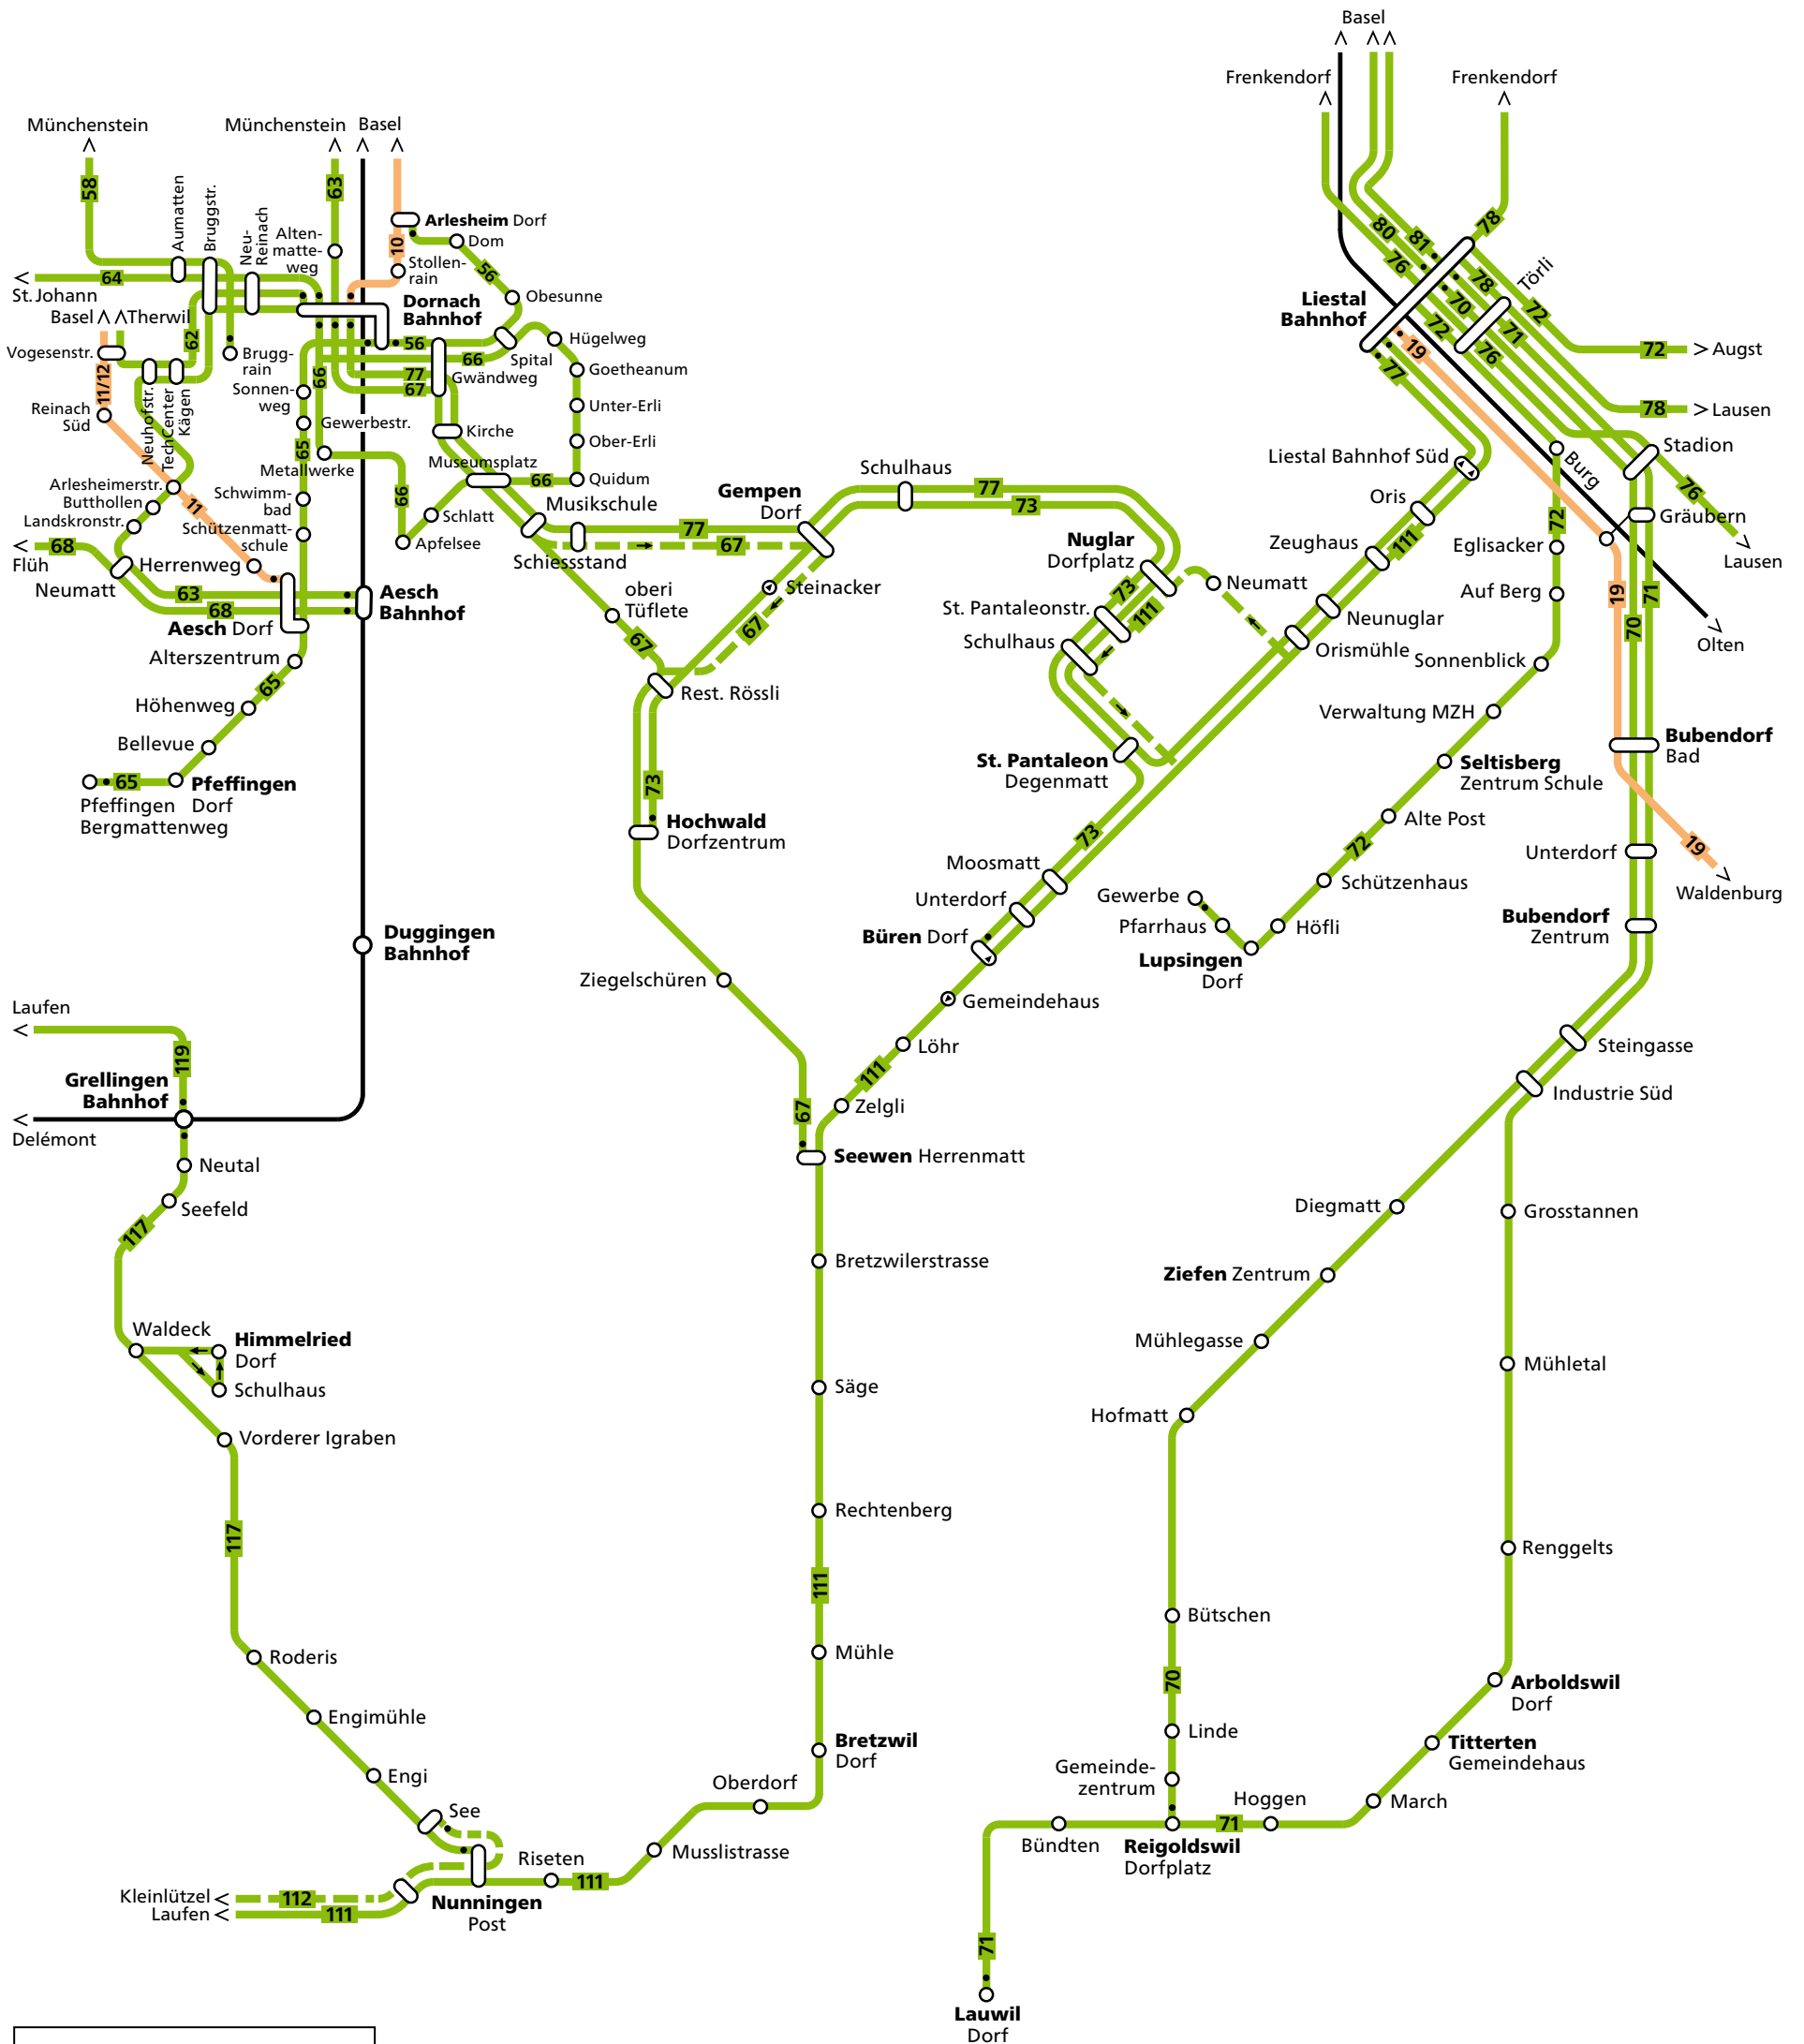 Basel
Frenkendorf
Frenkendorf
Münchenstein
Münchenstein
Basel
58
63
10
Aumatten
Bruggstr.
Neu-
Reinach
Alten-
matte-
weg
Arlesheim Dorf
Dom
Stollen-
rain
56
Obesunne
64
St. Johann
Basel
Therwil
Dornach
Bahnhof
62
Vogesenstr.
Brugg-
rain
11/12
Reinach
Süd
Neuhofstr.
TechCenter
Kägen
Sonnen-
weg
66
Gewerbestr.
65
Metallwerke
56
66
77
67
Spital
Gwändweg
Hügelweg
Goetheanum
Unter-Erli
Ober-Erli
Quidum
Kirche
Museumsplatz
66
66
Arlesheimerstr.
Butthollen
Landskronstr.
11
Schwimm-
bad
Schützenmatt-
schule
Schlatt
Apfelsee
Musikschule
Schiessstand
68
Flüh
Neumatt
Herrenweg
63
68
Aesch Dorf
Aesch
Bahnhof
Alterszentrum
65
Höhenweg
Bellevue
65
Pfeffingen
Dorf
Pfeffingen
Bergmattenweg
77
67
Gempen
Dorf
Steinacker
oberi
Tüflete
67
67
Rest. Rössli
73
Hochwald
Dorfzentrum
Schulhaus
77
73
Nuglar
Dorfplatz
73
111
Neumatt
St. Pantaleonstr.
Schulhaus
St. Pantaleon
Degenmatt
80
81
76
78
78
70
72
71
76
72
Törli
Liestal
Bahnhof
19
77
72
Augst
78
Lausen
Stadion
76
Lausen
Burg
Gräubern
Liestal Bahnhof Süd
Oris
Zeughaus
111
Neunuglar
Orismühle
72
Eglisacker
Auf Berg
Sonnenblick
Verwaltung MZH
Seltisberg
Zentrum Schule
Alte Post
72
Schützenhaus
Höfli
Gewerbe
Pfarrhaus
Lupsingen
Dorf
19
71
70
Olten
Bubendorf
Bad
19
Waldenburg
Unterdorf
Bubendorf
Zentrum
Steingasse
Industrie Süd
73
Moosmatt
Unterdorf
Büren Dorf
Gemeindehaus
Löhr
111
Zelgli
Duggingen
Bahnhof
Ziegelschüren
67
Seewen Herrenmatt
Laufen
119
Grellingen
Bahnhof
Delémont
Neutal
Seefeld
117
Waldeck
Himmelried
Dorf
Schulhaus
Vorderer Igraben
117
Roderis
Engimühle
Engi
See
Bretzwilerstrasse
Säge
Rechtenberg
111
Mühle
Bretzwil
Dorf
Oberdorf
Musslistrasse
Riseten
111
Nunningen
Post
Kleinlützel
112
Laufen
111
Diegmatt
Ziefen Zentrum
Mühlegasse
Hofmatt
Bütschen
70
Linde
Gemeinde-
zentrum
Grosstannen
Mühletal
Renggelts
Arboldswil
Dorf
Titterten
Gemeindehaus
March
Hoggen
71
Reigoldswil
Dorfplatz
Bündten
71
Lauwil
Dorf